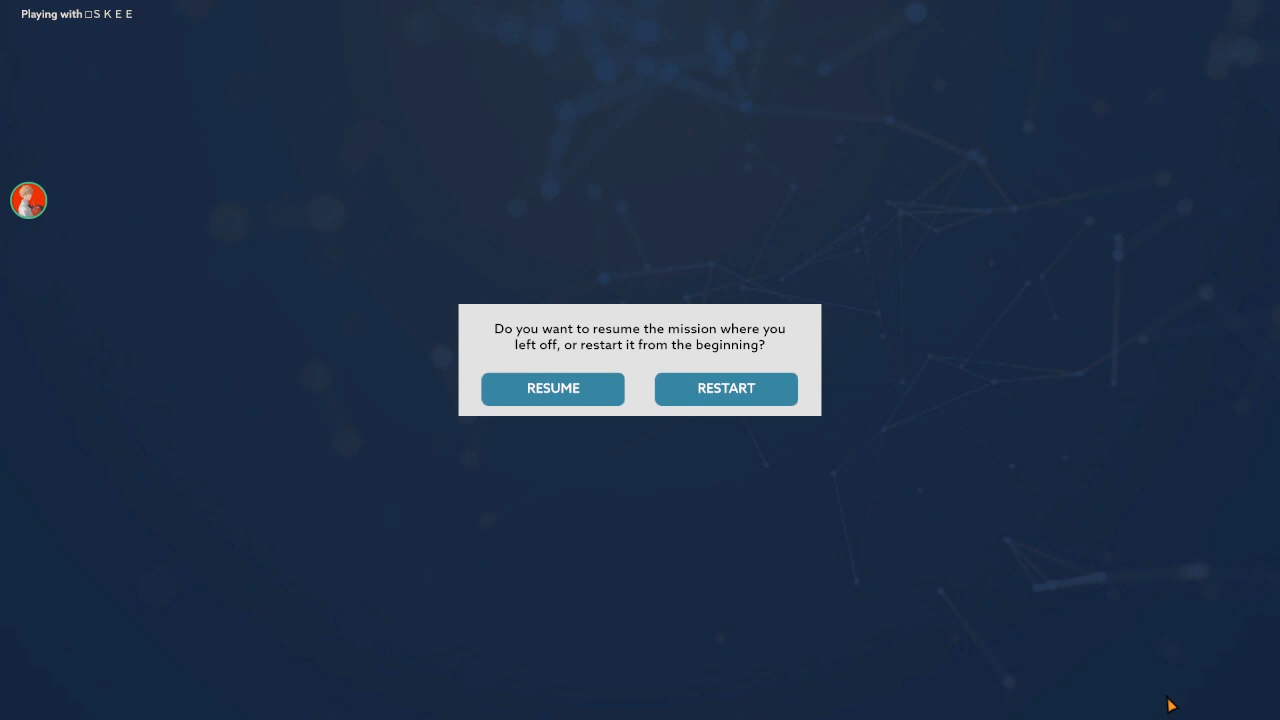 Playing with □S K E E
Do you want to resume the mission where you
left off, or restart it from the beginning?
RESUME
RESTART